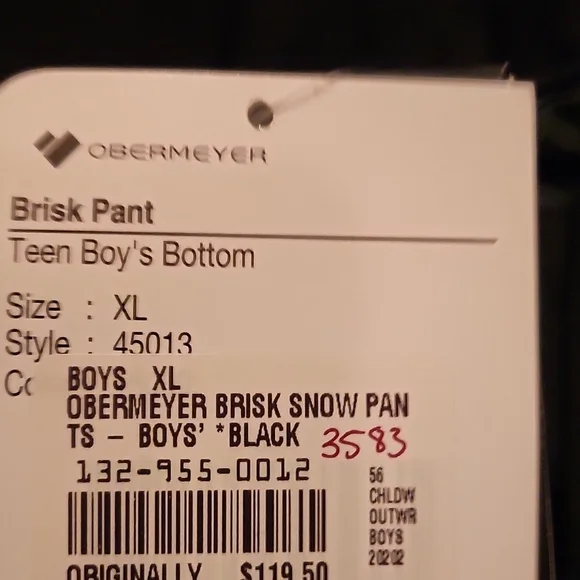 OBERMEYER
Brisk Pant
Teen Boy's Bottom
Size : XL
Style : 45013
BOYS XL
OBERMEYER BRISK SNOW PAN
TS – BOYS' *BLACK
3583
132-955-0012
56
CHLDW
OUTWR
BOYS
20202
ORIGINALLY $119.50